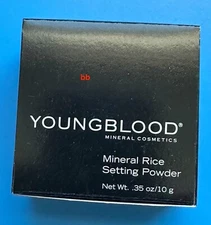 bb
YOUNGBLOOD®
MINERAL COSMETICS
Mineral Rice
Setting Powder
Net Wt. .35 oz/10 g